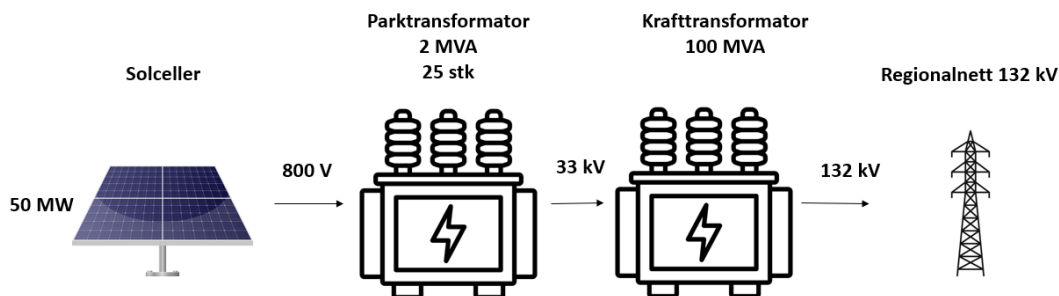 Solceller
50 MW
800 V
Parktransformator
2 MVA
25 stk
33 kV
Krafttransformator
100 MVA
132 kV
Regionalnett 132 kV